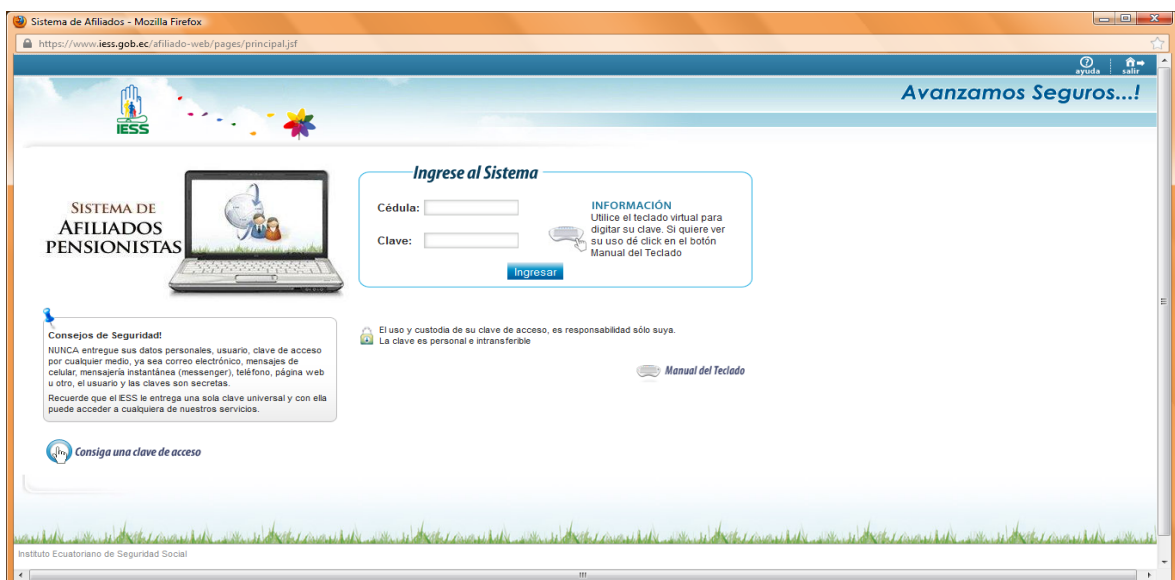 Sistema de Afiliados - Mozilla Firefox
https://www.iess.gob.ec/afiliado-web/pages/principal.jsf
ayuda
salir
Avanzamos Seguros...!
IESS
SISTEMA DE
AFILIADOS
PENSIONISTAS
Ingrese al Sistema
Cédula:
Clave:
Ingresar
INFORMACIÓN
Utilice el teclado virtual para
digitar su clave. Si quiere ver
su uso dé click en el botón
Manual del Teclado
Consejos de Seguridad!
NUNCA entregue sus datos personales, usuario, clave de acceso
por cualquier medio, ya sea correo electrónico, mensajes de
celular, mensajería instantánea (messenger), teléfono, página web
u otro, el usuario y las claves son secretas.
Recuerde que el IESS le entrega una sola clave universal y con ella
puede acceder a cualquiera de nuestros servicios.
El uso y custodia de su clave de acceso, es responsabilidad sólo suya.
La clave es personal e intransferible
Manual del Teclado
Consiga una clave de acceso
Instituto Ecuatoriano de Seguridad Social